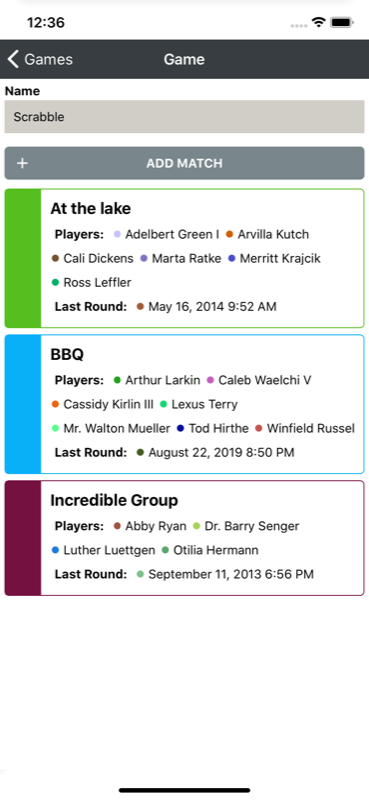 12:36
Games
Game
Name
Scrabble
+ ADD MATCH
At the lake
Players: Adelbert Green I Arvilla Kutch
Cali Dickens Marta Ratke Merritt Krajcik
Ross Leffler
Last Round: May 16, 2014 9:52 AM
BBQ
Players: Arthur Larkin Caleb Waelchi V
Cassidy Kirlin III Lexus Terry
Mr. Walton Mueller Tod Hirthe Winfield Russel
Last Round: August 22, 2019 8:50 PM
Incredible Group
Players: Abby Ryan Dr. Barry Senger
Luther Luettgen Otilia Hermann
Last Round: September 11, 2013 6:56 PM